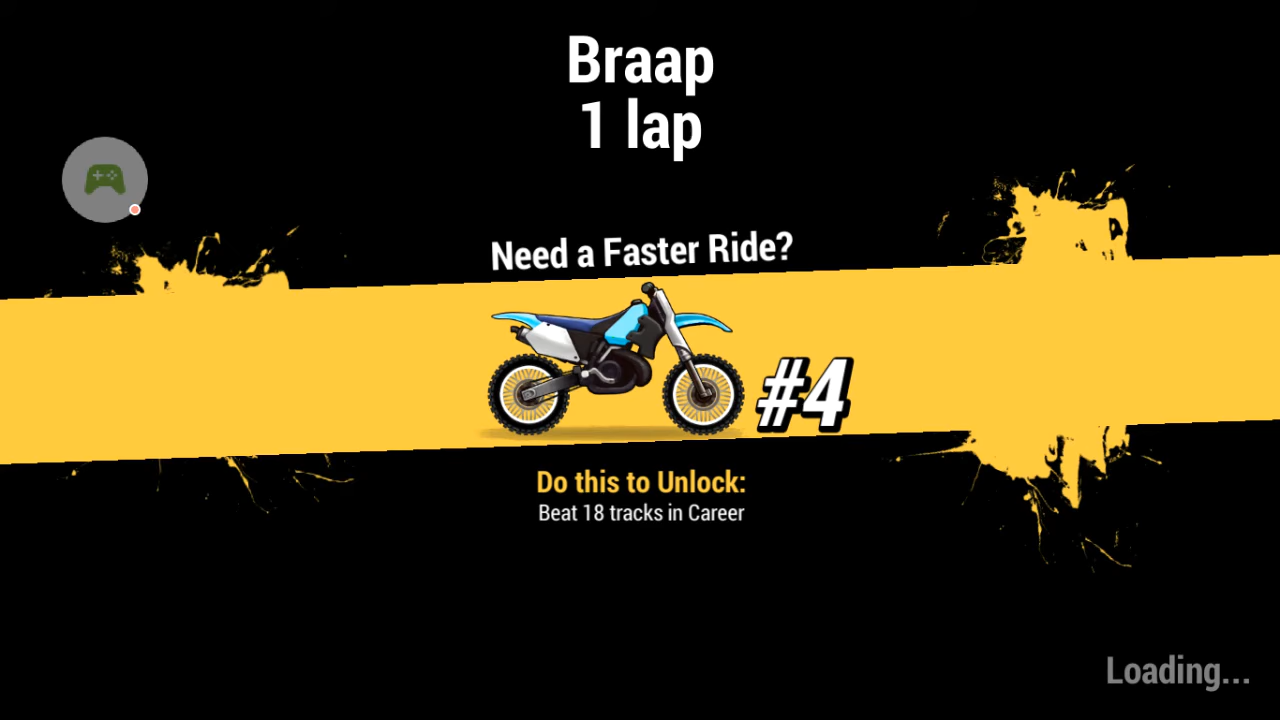 Braap
1 lap
Need a Faster Ride?
#4
Do this to Unlock:
Beat 18 tracks in Career
Loading...